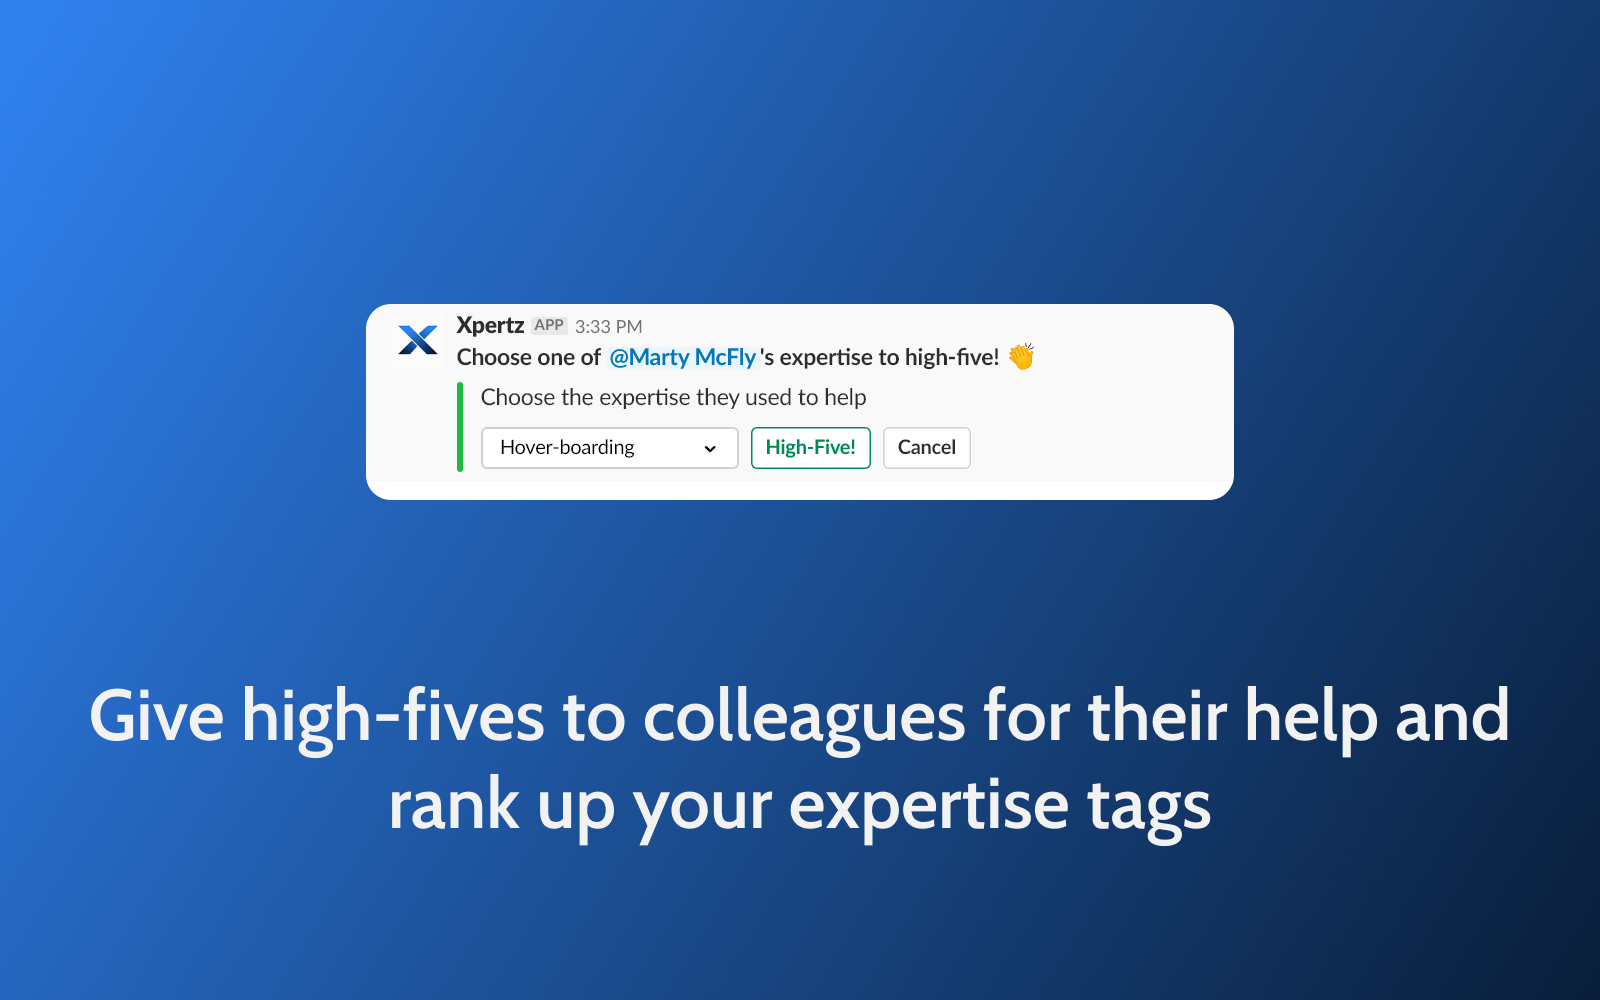 Xpertz APP 3:33 PM
Choose one of @Marty McFly's expertise to high-five! 👏
Choose the expertise they used to help
Hover-boarding High-Five! Cancel
Give high-fives to colleagues for their help and
rank up your expertise tags